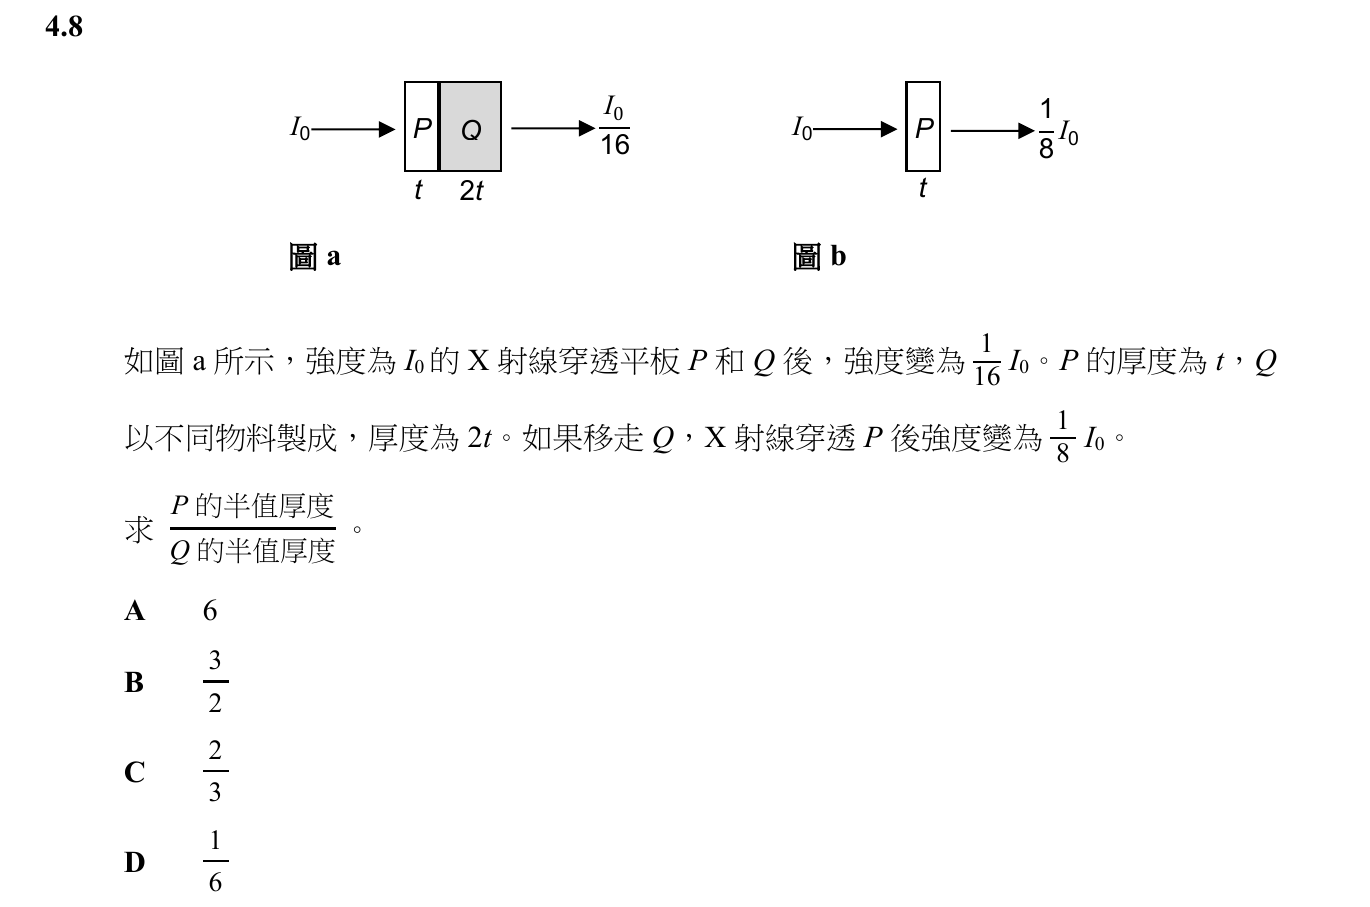 4.8
I₀ P Q I₀/16 I₀ P 1/8 I₀
t 2t t
圖 a 圖 b
如圖 a 所示，強度為 I₀ 的 X 射線穿透平板 P 和 Q 後，強度變為 1/16 I₀。P 的厚度為 t，Q
以不同物料製成，厚度為 2t。如果移走 Q，X 射線穿透 P 後強度變為 1/8 I₀。
求 P 的半值厚度/Q 的半值厚度 。
A 6
B 3/2
C 2/3
D 1/6